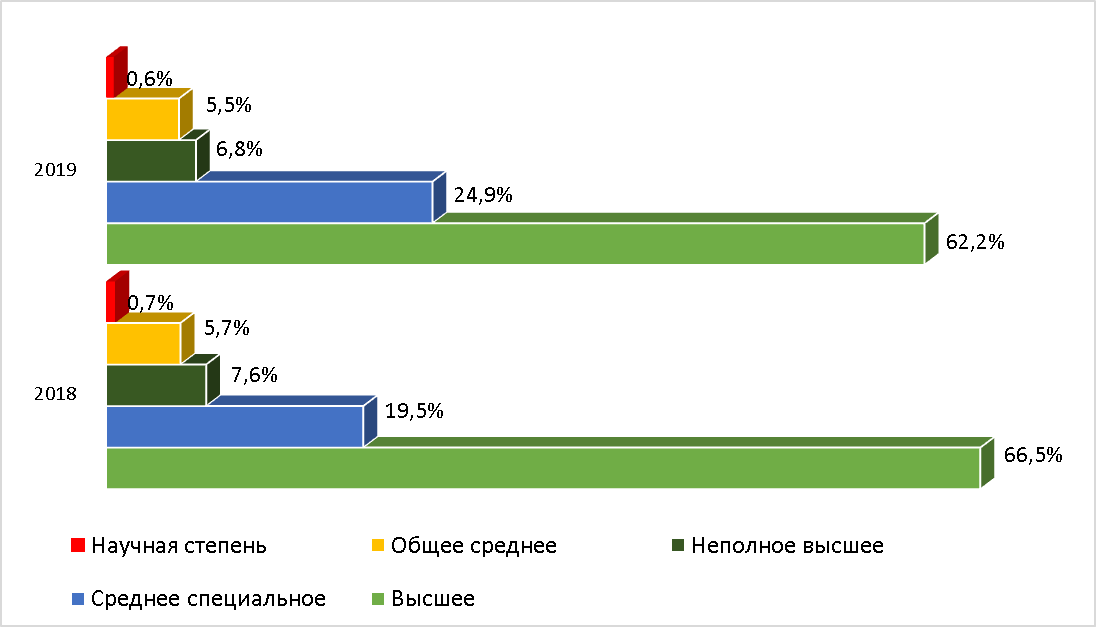 0,6%
5,5%
6,8%
2019
24,9%
62,2%
0,7%
5,7%
7,6%
2018
19,5%
66,5%
Научная степень
Общее среднее
Неполное высшее
Среднее специальное
Высшее